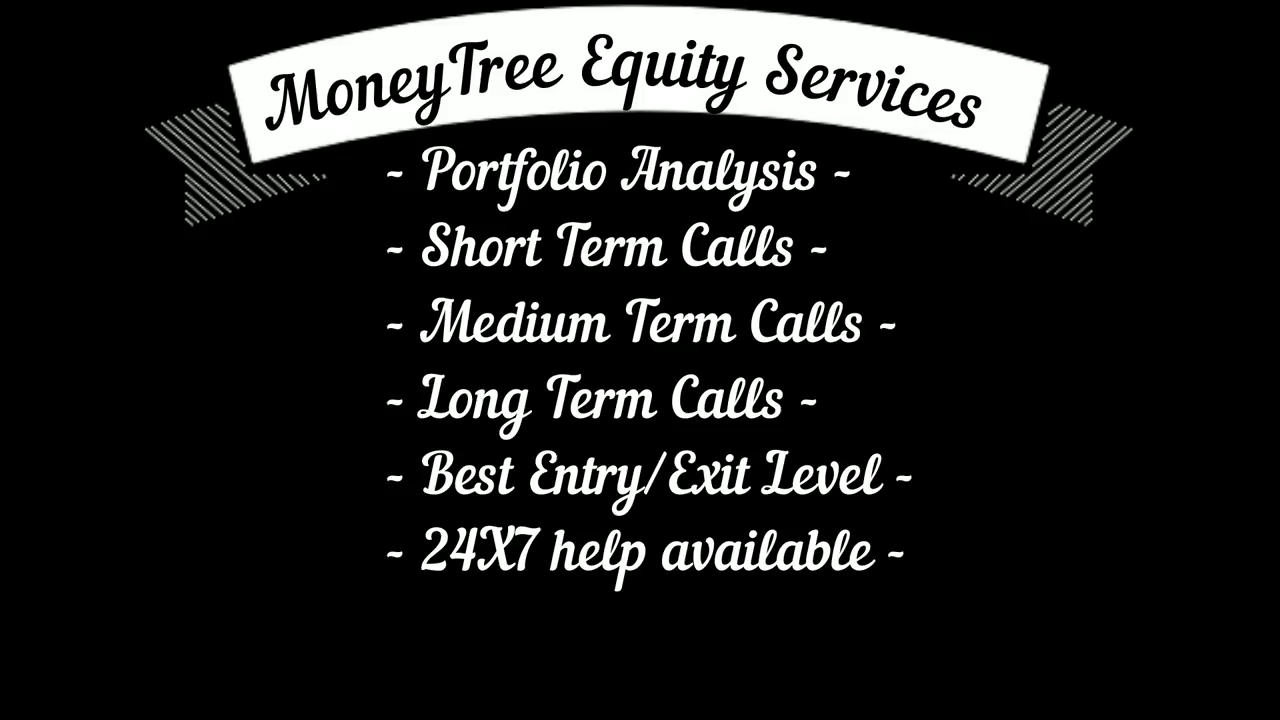 MoneyTree Equity Services
- Portfolio Analysis -
- Short Term Calls -
- Medium Term Calls -
- Long Term Calls -
- Best Entry/Exit Level -
- 24X7 help available -